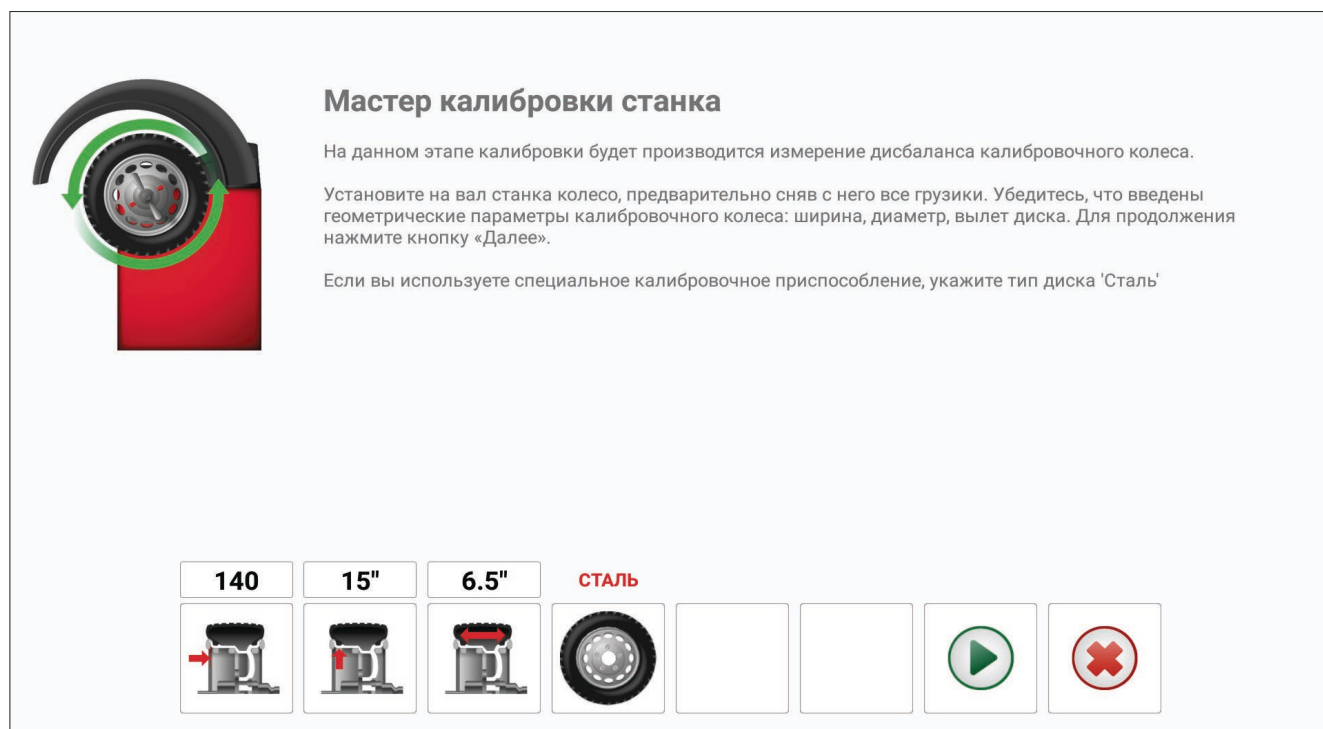 Мастер калибровки станка
На данном этапе калибровки будет производится измерение дисбаланса калибровочного колеса.
Установите на вал станка колесо, предварительно сняв с него все грузики. Убедитесь, что введены
геометрические параметры калибровочного колеса: ширина, диаметр, вылет диска. Для продолжения
нажмите кнопку «Далее».
Если вы используете специальное калибровочное приспособление, укажите тип диска 'Сталь'
140 15" 6.5" СТАЛЬ